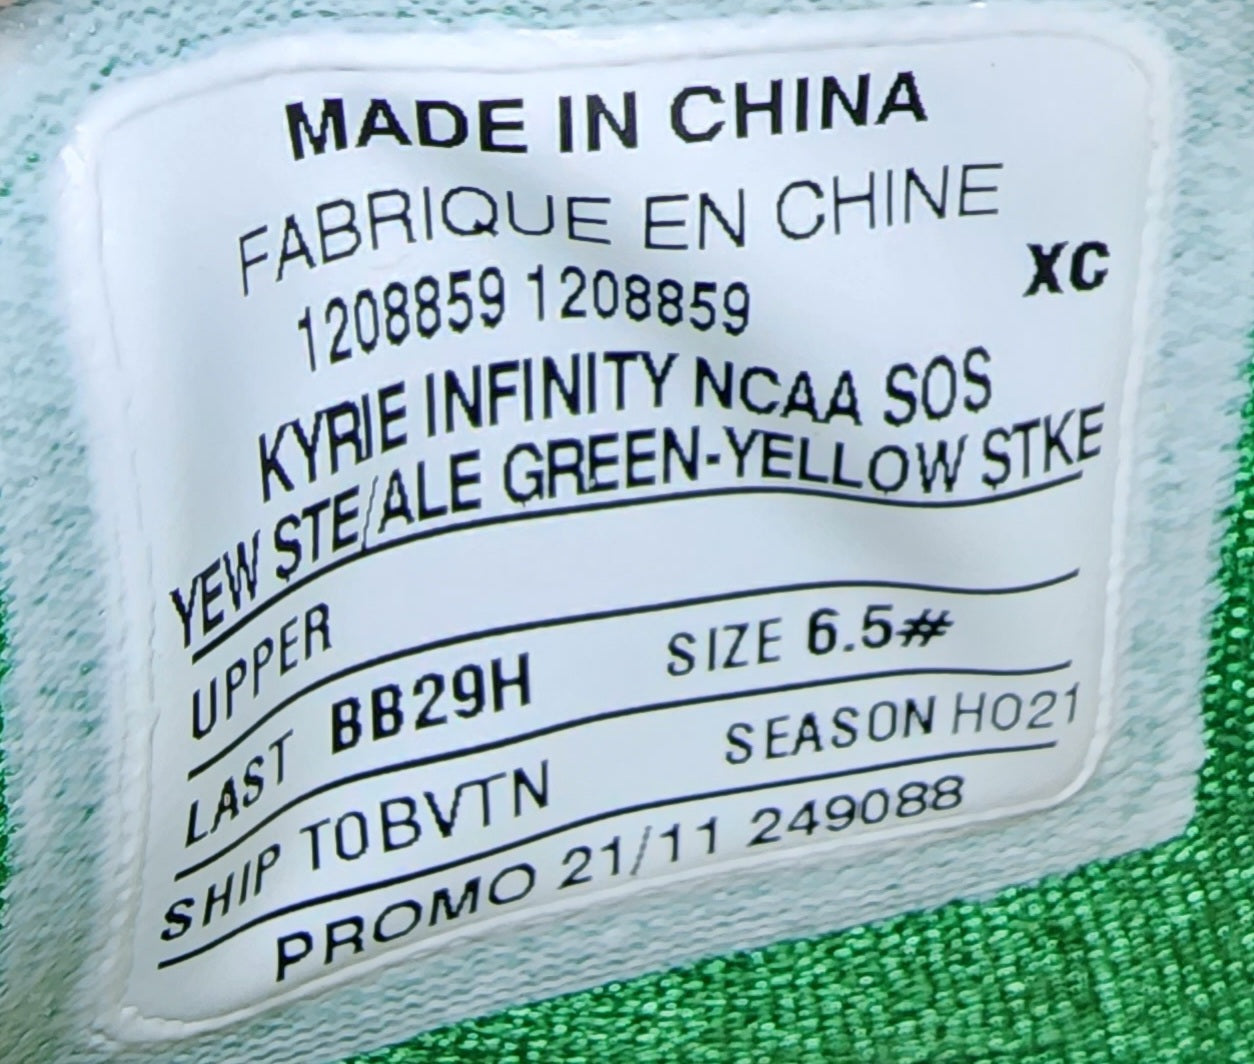 MADE IN CHINA
FABRIQUE EN CHINE
1208859 1208859 XC
KYRIE INFINITY NCAA SOS
YEW STE/ALE GREEN-YELLOW STKE
UPPER
LAST BB29H SIZE 6.5#
SHIP TOBVTN SEASON HO21
PROMO 21/11 249088